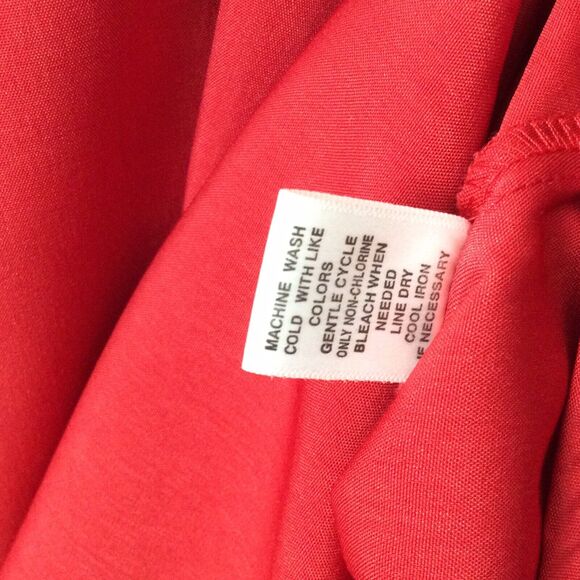 MACHINE WASH
COLD WITH LIKE
COLORS
GENTLE CYCLE
ONLY NON-CHLORINE
BLEACH WHEN
NEEDED
LINE DRY
COOL IRON
IF NECESSARY